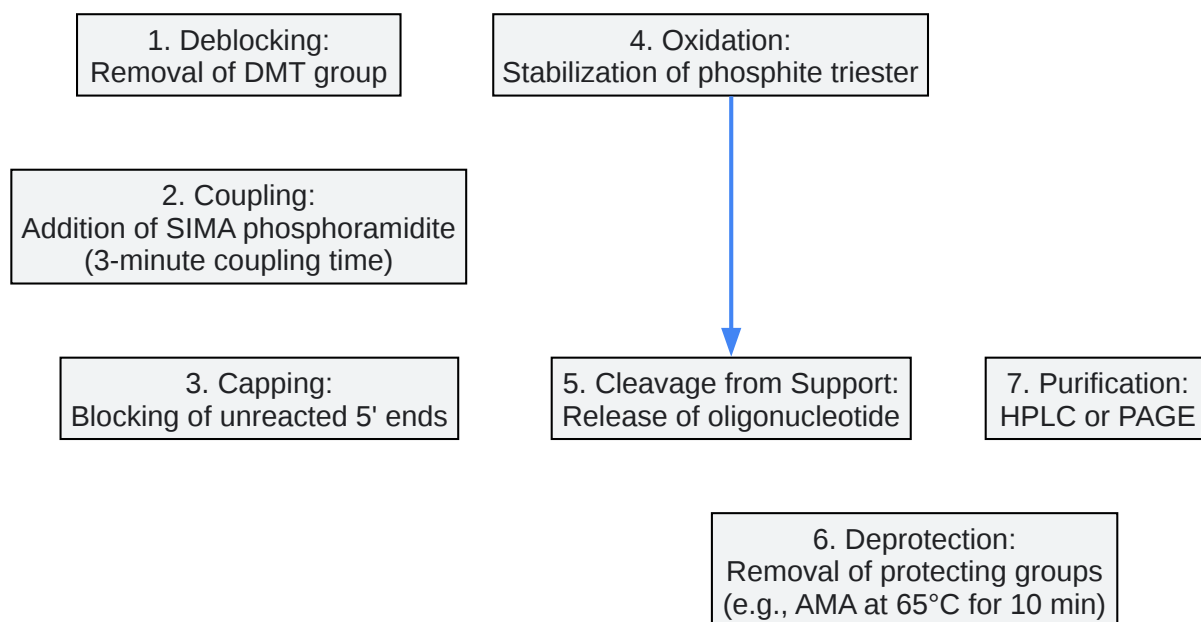 1. Deblocking:
Removal of DMT group
2. Coupling:
Addition of SIMA phosphoramidite
(3-minute coupling time)
3. Capping:
Blocking of unreacted 5' ends
4. Oxidation:
Stabilization of phosphite triester
5. Cleavage from Support:
Release of oligonucleotide
6. Deprotection:
Removal of protecting groups
(e.g., AMA at 65°C for 10 min)
7. Purification:
HPLC or PAGE